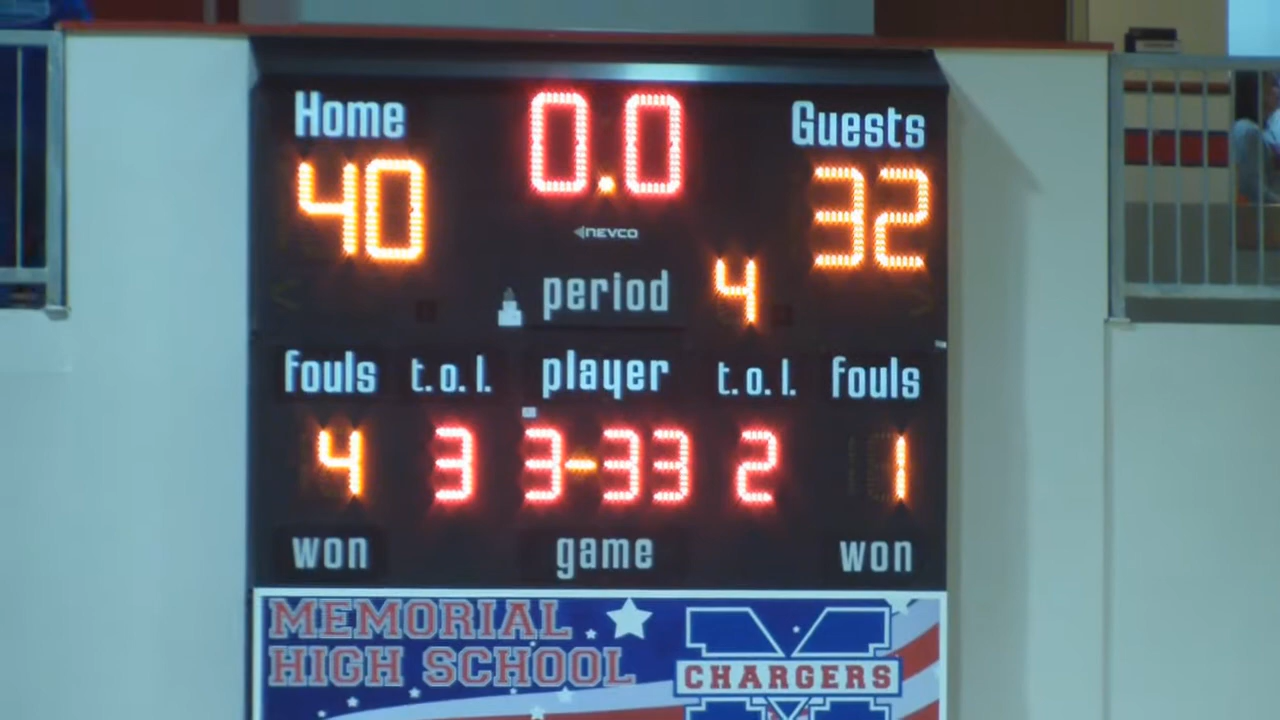 Home 0.0 Guests
40 32
NEVCO
period 4
fouls t.o.l. player t.o.l. fouls
4 3 3-33 2 1
won game won
MEMORIAL
HIGH SCHOOL
CHARGERS